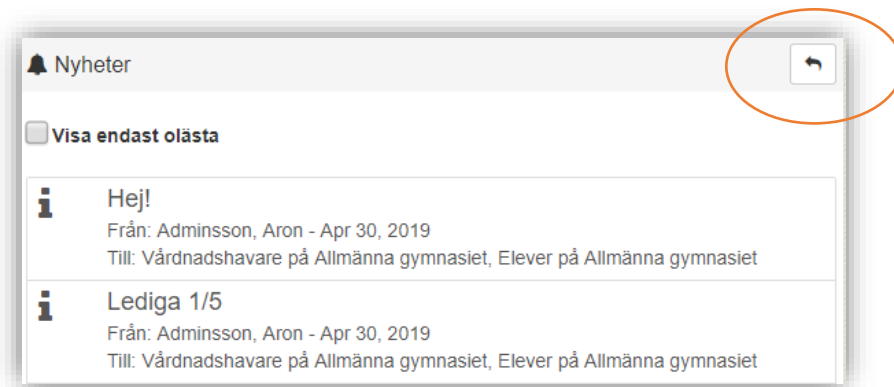 Nyheter
Visa endast olästa
Hej!
Från: Adminsson, Aron - Apr 30, 2019
Till: Vårdnadshavare på Allmänna gymnasiet, Elever på Allmänna gymnasiet
Lediga 1/5
Från: Adminsson, Aron - Apr 30, 2019
Till: Vårdnadshavare på Allmänna gymnasiet, Elever på Allmänna gymnasiet